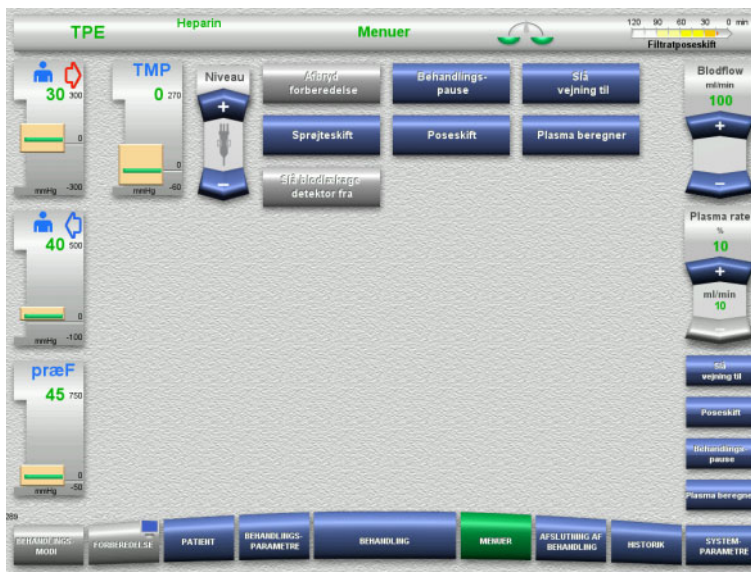 TPE
Heparin
Menuer
120 90 60 30 0 min
Filtratposeskift
30
300
0
-300
mmHg
TMP
0
270
0
-60
mmHg
Niveau
+
−
Afbryd
forberedelse
Behandlings-
pause
Slå
vejning til
Sprøjteskift
Poseskift
Plasma beregner
Slå blodlækage
detektor fra
Blodflow
ml/min
100
+
−
40
500
0
-100
mmHg
Plasma rate
%
10
+
ml/min
10
−
præF
45
750
0
-50
mmHg
Slå
vejning til
Poseskift
Behandlings
pause
Plasma beregner
289
BEHANDLINGS-
MODI
FORBEREDELSE
PATIENT
BEHANDLINGS-
PARAMETRE
BEHANDLING
MENUER
AFSLUTNING AF
BEHANDLING
HISTORIK
SYSTEM-
PARAMETRE